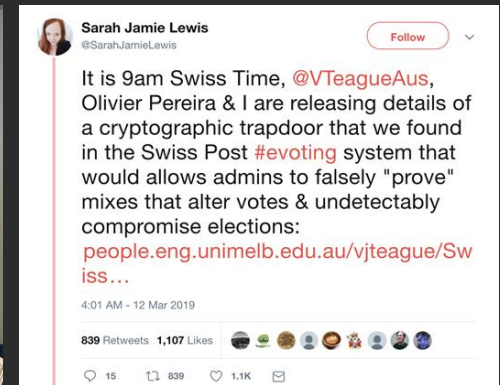 Sarah Jamie Lewis
@SarahJamieLewis
Follow
It is 9am Swiss Time, @VTeagueAus,
Olivier Pereira & I are releasing details of
a cryptographic trapdoor that we found
in the Swiss Post #evoting system that
would allows admins to falsely "prove"
mixes that alter votes & undetectably
compromise elections:
people.eng.unimelb.edu.au/vjteague/Sw
iss…
4:01 AM - 12 Mar 2019
839 Retweets 1,107 Likes
15 839 1.1K